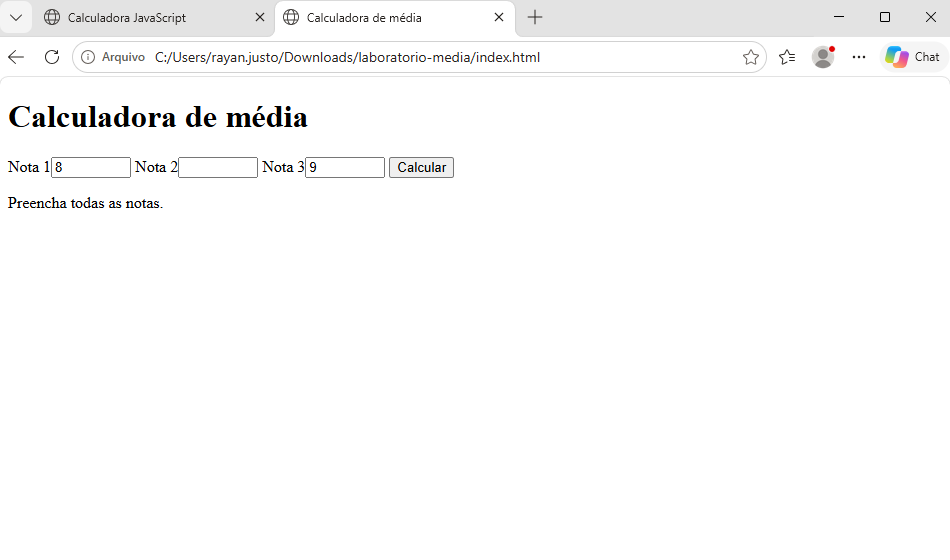 Calculadora JavaScript
Calculadora de média
Arquivo C:/Users/rayan.justo/Downloads/laboratorio-media/index.html
Chat
Calculadora de média
Nota 1 8 Nota 2 Nota 3 9 Calcular
Preencha todas as notas.